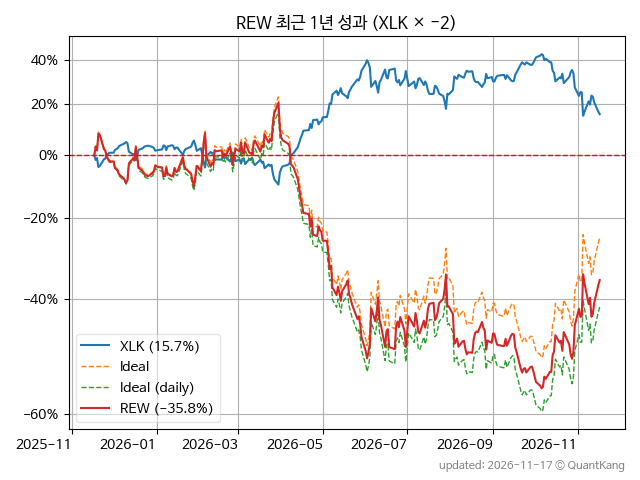 REW 최근 1년 성과 (XLK × −2)
40%
20%
0%
−20%
−40%
−60%
XLK (15.7%)
Ideal
Ideal (daily)
REW (−35.8%)
2025-11 2026-01 2026-03 2026-05 2026-07 2026-09 2026-11
updated: 2026-11-17 © QuantKang